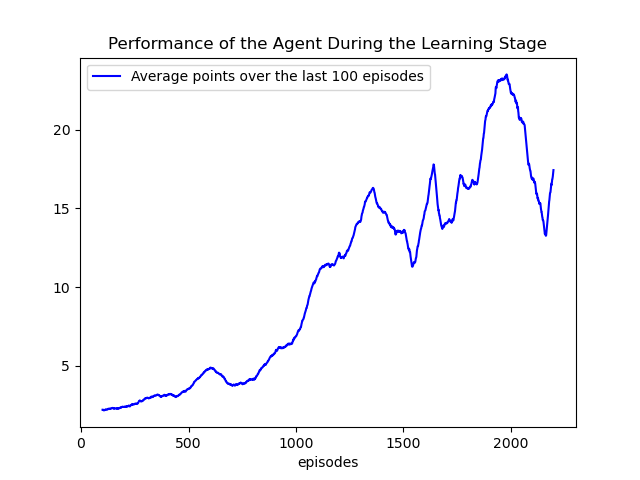 Performance of the Agent During the Learning Stage
Average points over the last 100 episodes
20
15
10
5
0 500 1000 1500 2000
episodes